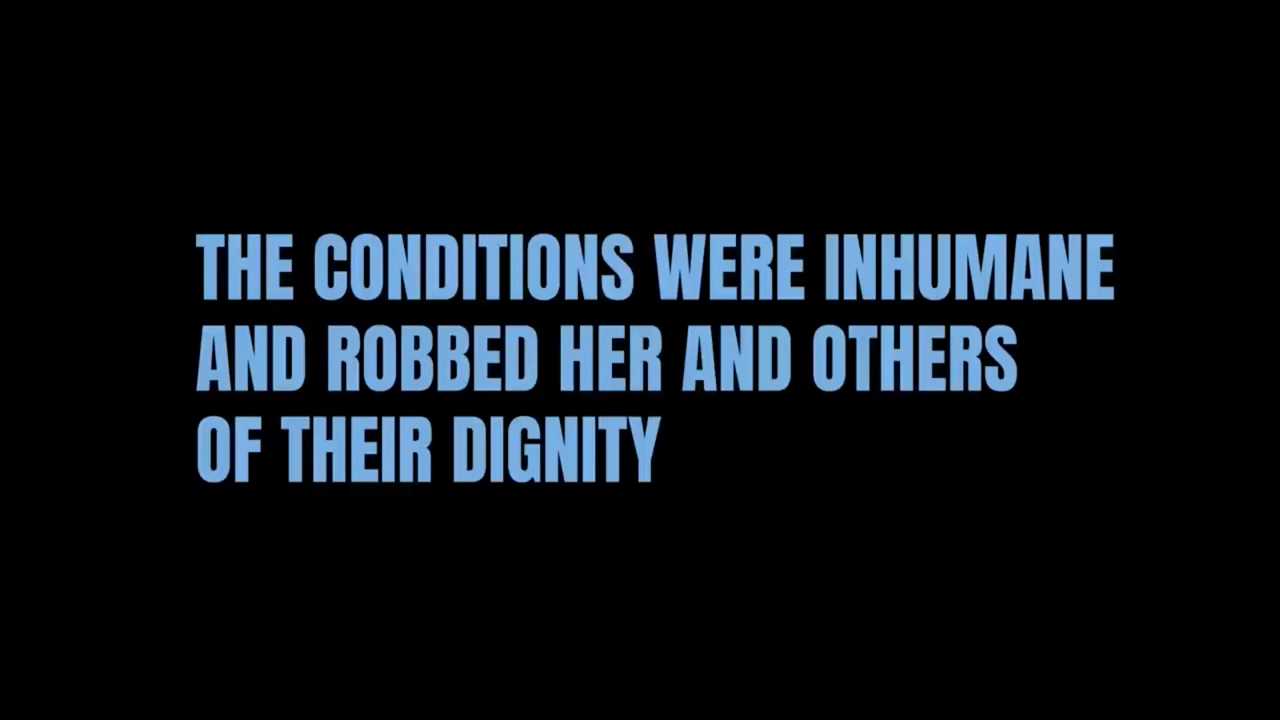 THE CONDITIONS WERE INHUMANE
AND ROBBED HER AND OTHERS
OF THEIR DIGNITY